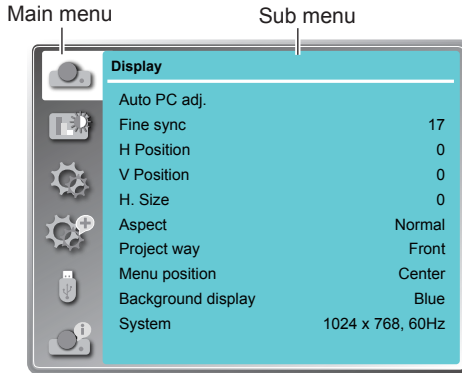 Main menu
Sub menu
Display
Auto PC adj.
Fine sync 17
H Position 0
V Position 0
H. Size 0
Aspect Normal
Project way Front
Menu position Center
Background display Blue
System 1024 x 768, 60Hz